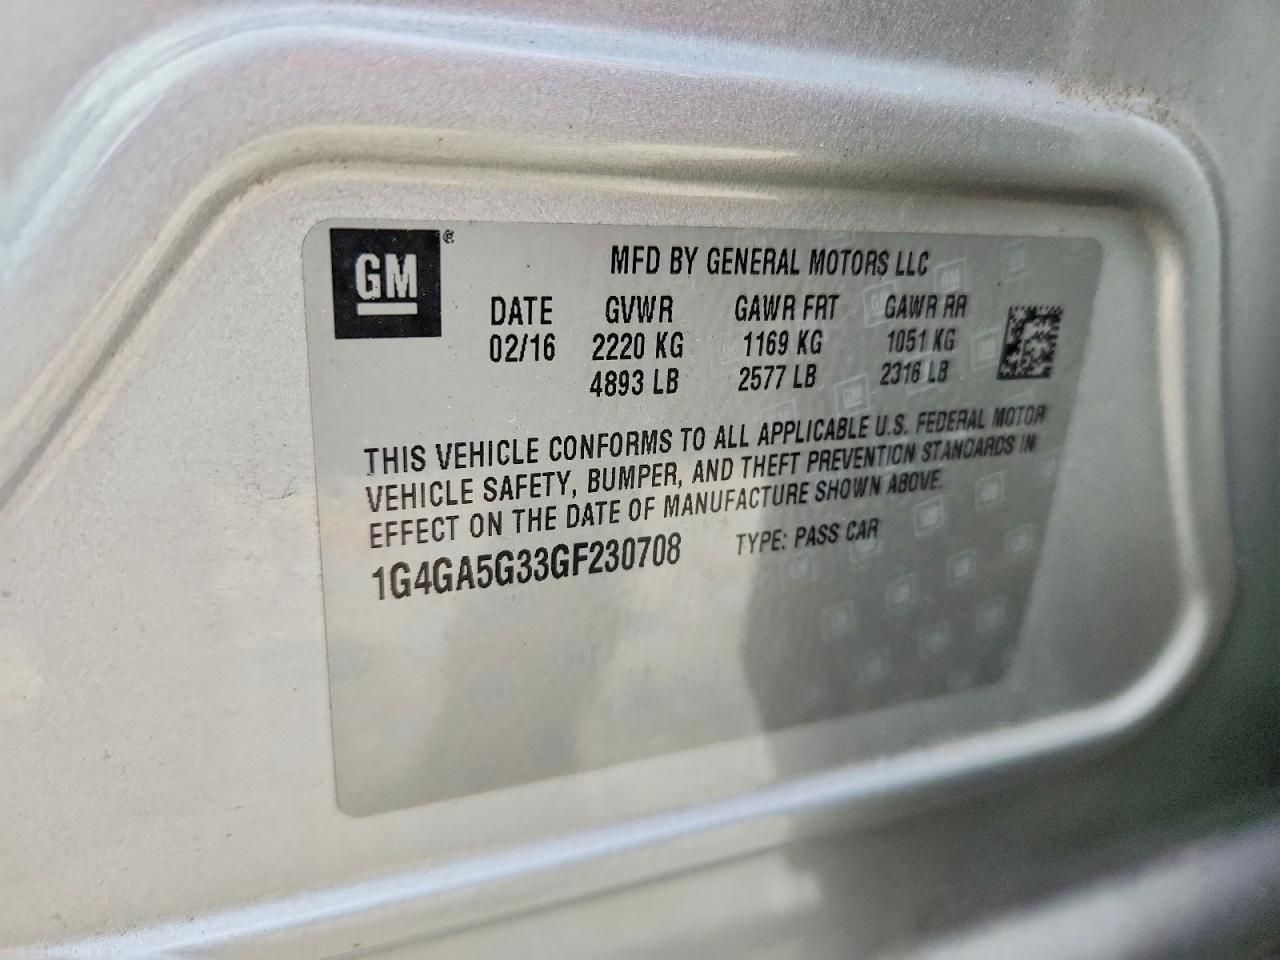 GM ®
MFD BY GENERAL MOTORS LLC
DATE GVWR GAWR FRT GAWR RR
02/16 2220 KG 1169 KG 1051 KG
4893 LB 2577 LB 2316 LB
THIS VEHICLE CONFORMS TO ALL APPLICABLE U.S. FEDERAL MOTOR
VEHICLE SAFETY, BUMPER, AND THEFT PREVENTION STANDARDS IN
EFFECT ON THE DATE OF MANUFACTURE SHOWN ABOVE.
1G4GA5G33GF230708 TYPE: PASS CAR